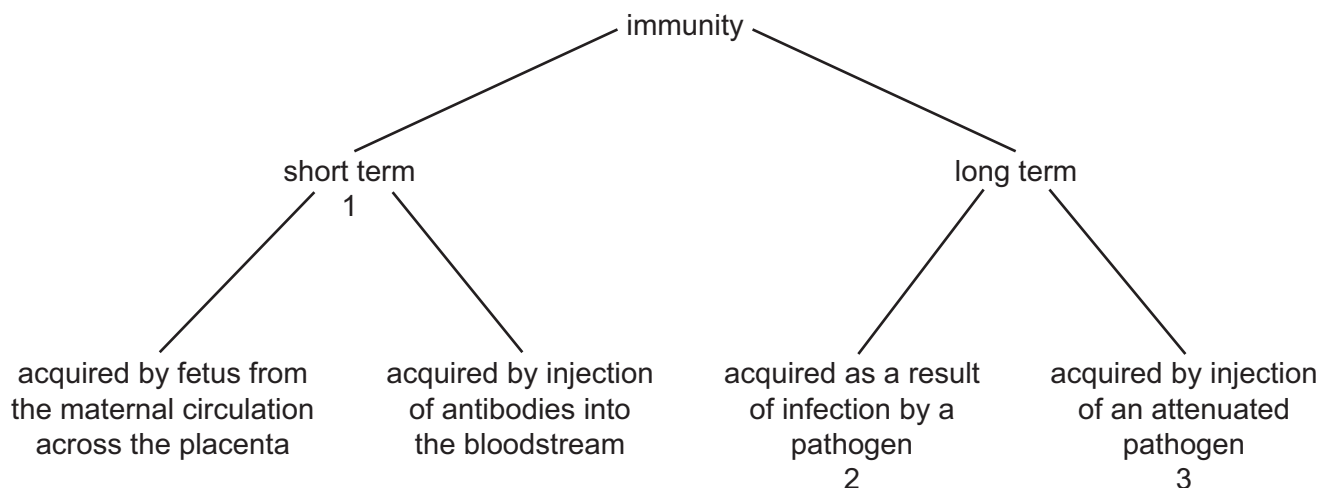 immunity
short term
1
long term
acquired by fetus from
the maternal circulation
across the placenta
acquired by injection
of antibodies into
the bloodstream
acquired as a result
of infection by a
pathogen
2
acquired by injection
of an attenuated
pathogen
3